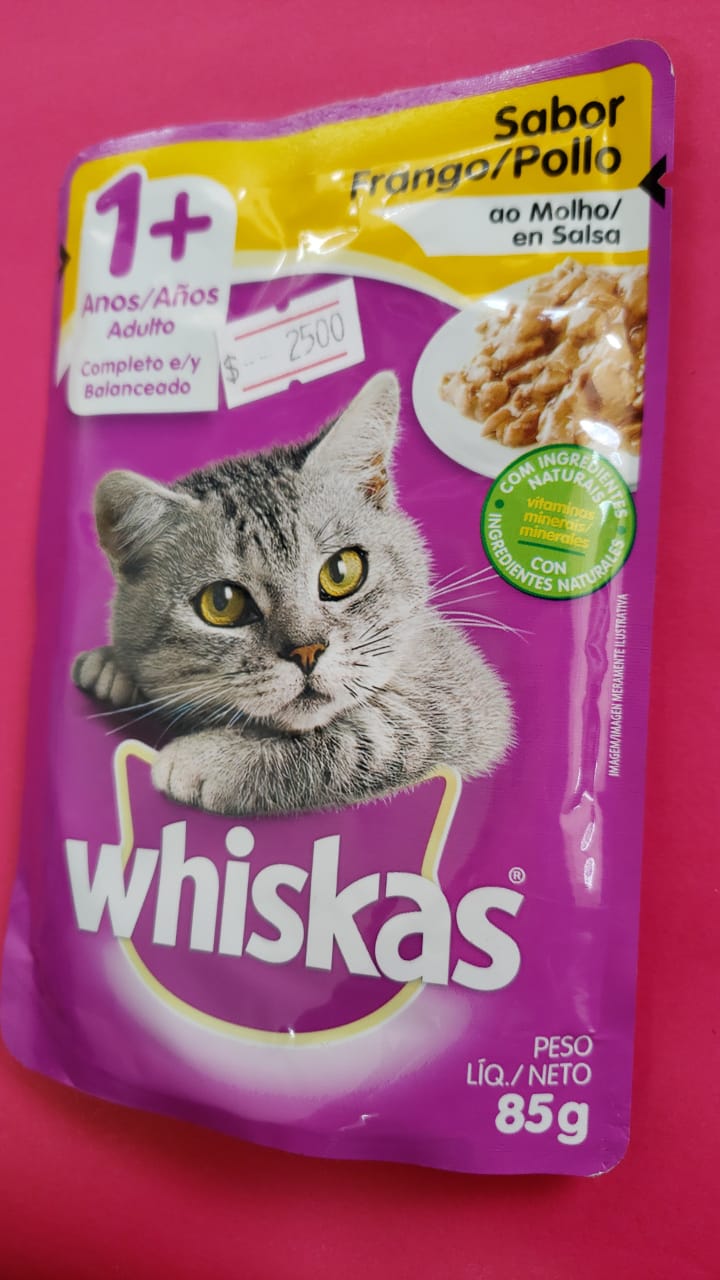 Sabor
Frango/Pollo
ao Molho/
en Salsa
1+
Anos/Años
Adulto
Completo e/y
Balanceado
$-- 2500
COM INGREDIENTES
NATURAIS
vitaminas
minerais/
minerales
CON
INGREDIENTES NATURALES
IMAGEM/IMAGEN MERAMENTE ILUSTRATIVA
whiskas®
PESO
LÍQ./NETO
85g